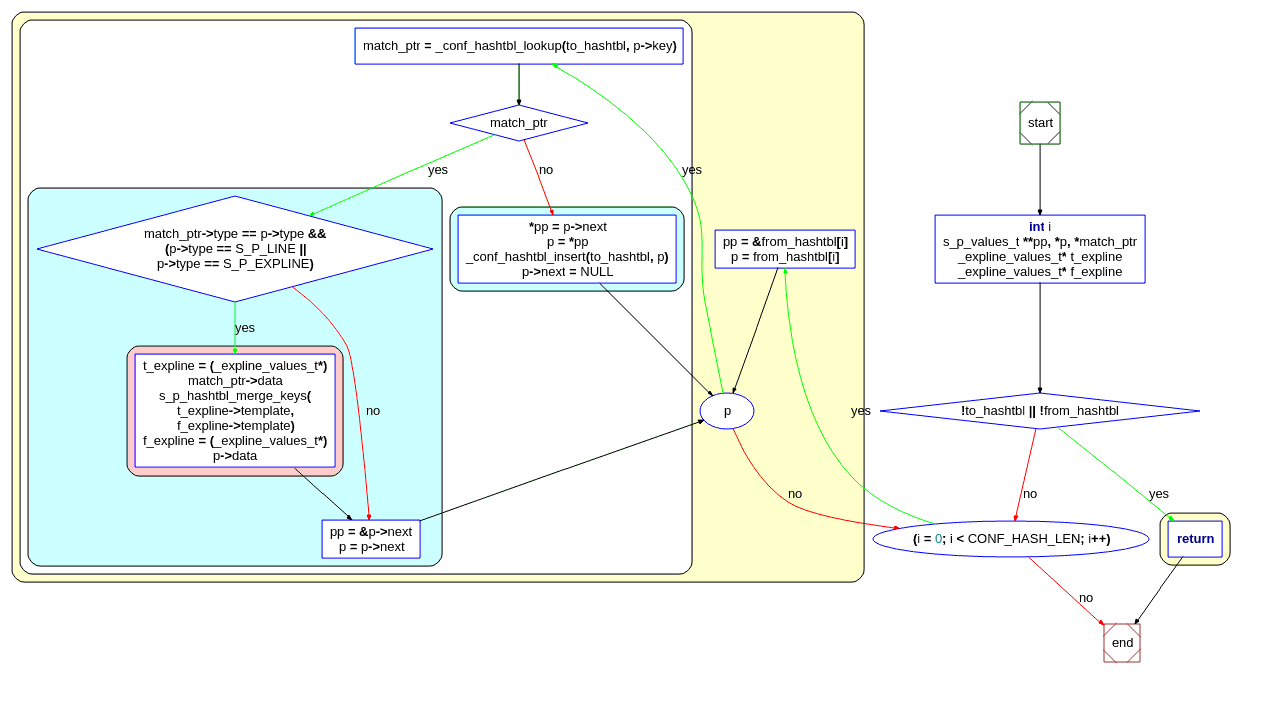 match_ptr = _conf_hashtbl_lookup(to_hashtbl, p->key)
match_ptr
yes
no
yes
match_ptr->type == p->type &&
(p->type == S_P_LINE ||
p->type == S_P_EXPLINE)
*pp = p->next
p = *pp
_conf_hashtbl_insert(to_hashtbl, p)
p->next = NULL
pp = &from_hashtbl[i]
p = from_hashtbl[i]
yes
t_expline = (_expline_values_t*)
match_ptr->data
s_p_hashtbl_merge_keys(
t_expline->template,
f_expline->template)
f_expline = (_expline_values_t*)
p->data
no
pp = &p->next
p = p->next
p
no
yes
start
int i
s_p_values_t **pp, *p, *match_ptr
_expline_values_t* t_expline
_expline_values_t* f_expline
!to_hashtbl || !from_hashtbl
no
yes
(i = 0; i < CONF_HASH_LEN; i++)
return
no
end